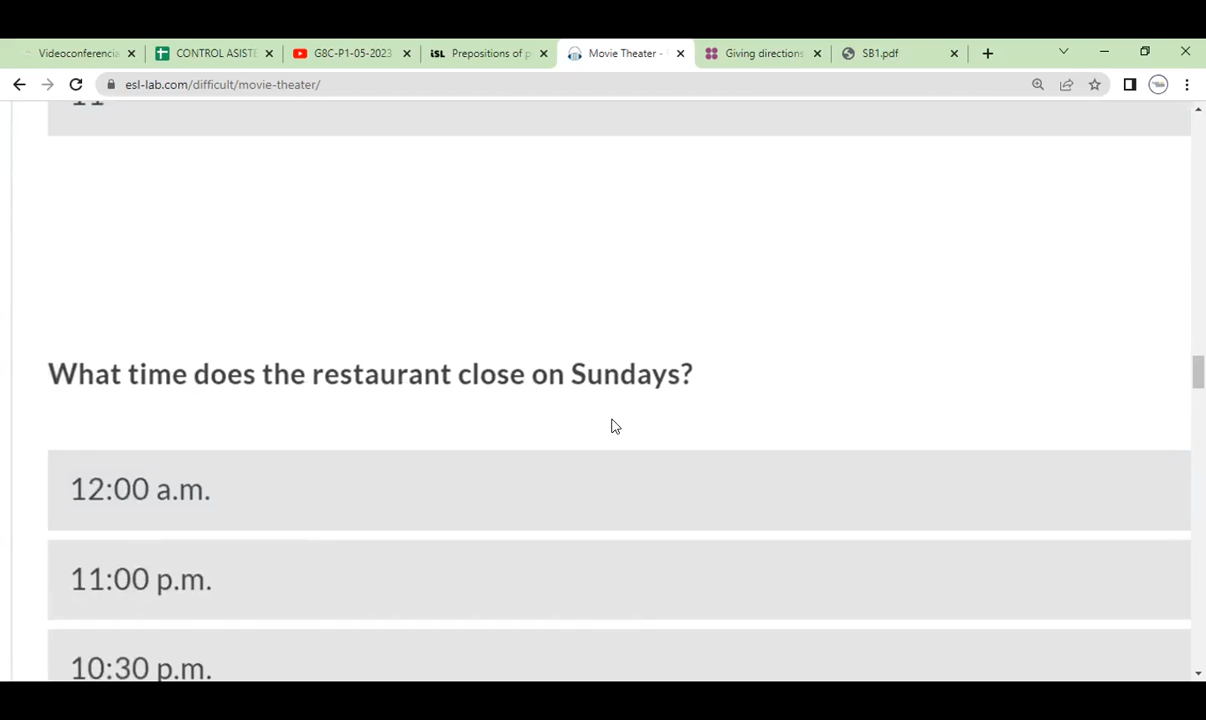 Videoconferencia
CONTROL ASISTE
G8C-P1-05-2023
iSL Prepositions of p
Movie Theater -
Giving directions
SB1.pdf
esl-lab.com/difficult/movie-theater/
What time does the restaurant close on Sundays?
12:00 a.m.
11:00 p.m.
10:30 p.m.